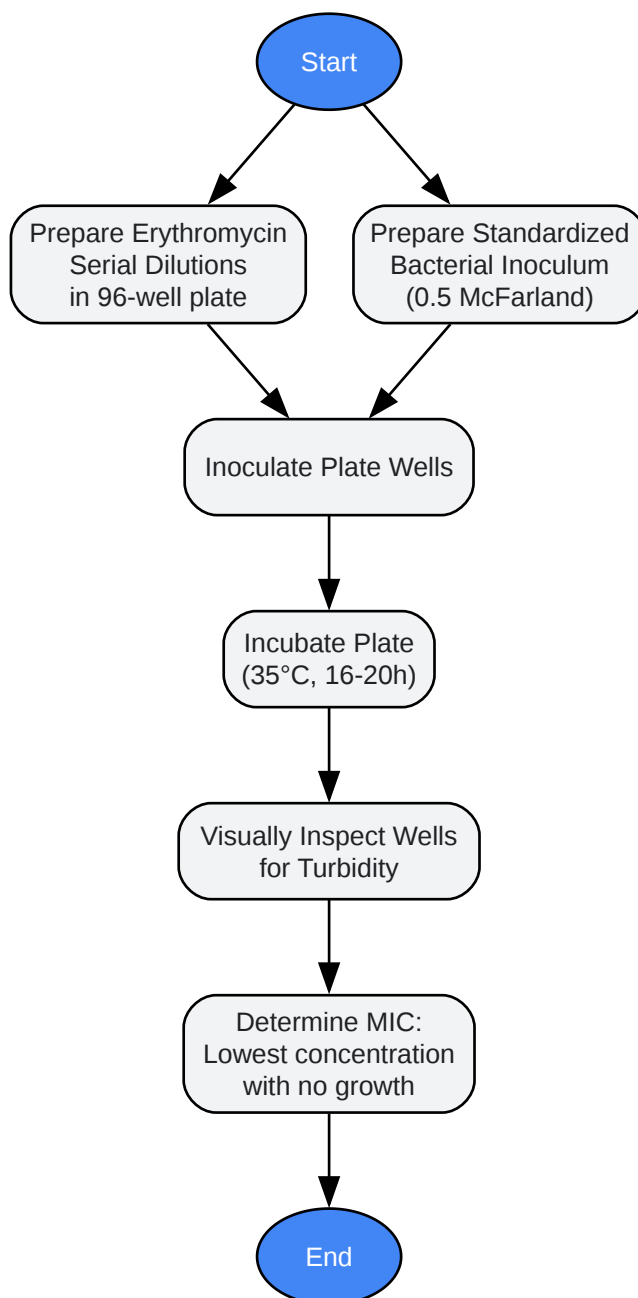 Start
Prepare Erythromycin
Serial Dilutions
in 96-well plate
Prepare Standardized
Bacterial Inoculum
(0.5 McFarland)
Inoculate Plate Wells
Incubate Plate
(35°C, 16-20h)
Visually Inspect Wells
for Turbidity
Determine MIC:
Lowest concentration
with no growth
End